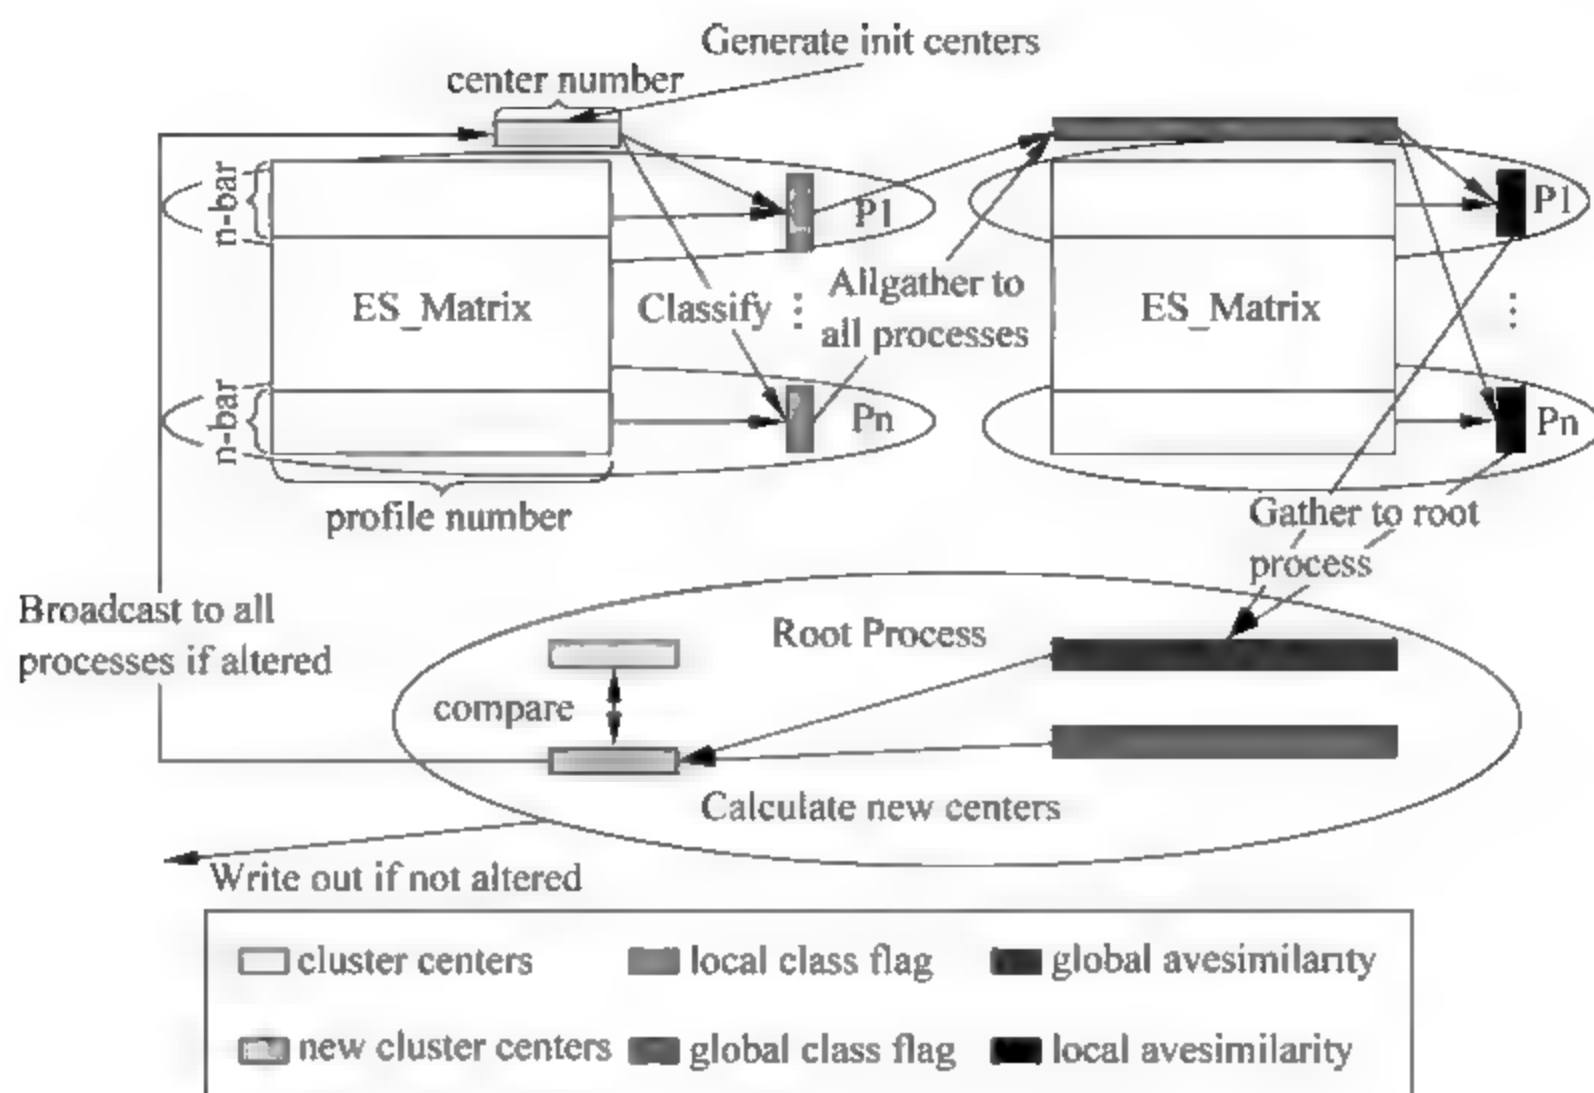 Generate init centers
center number
n-bar
P1
P1
ES_Matrix
Classify
Allgather to
all processes
ES_Matrix
n-bar
Pn
Pn
profile number
Gather to root
process
Broadcast to all
processes if altered
Root Process
compare
Calculate new centers
Write out if not altered
cluster centers
local class flag
global avesimilarity
new cluster centers
global class flag
local avesimilarity